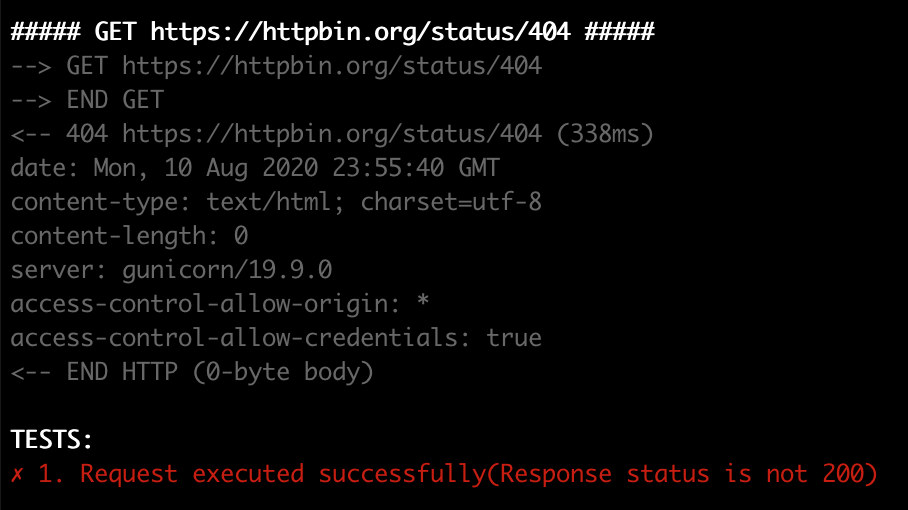 ##### GET https://httpbin.org/status/404 #####
--> GET https://httpbin.org/status/404
--> END GET
<-- 404 https://httpbin.org/status/404 (338ms)
date: Mon, 10 Aug 2020 23:55:40 GMT
content-type: text/html; charset=utf-8
content-length: 0
server: gunicorn/19.9.0
access-control-allow-origin: *
access-control-allow-credentials: true
<-- END HTTP (0-byte body)
TESTS:
✗ 1. Request executed successfully(Response status is not 200)